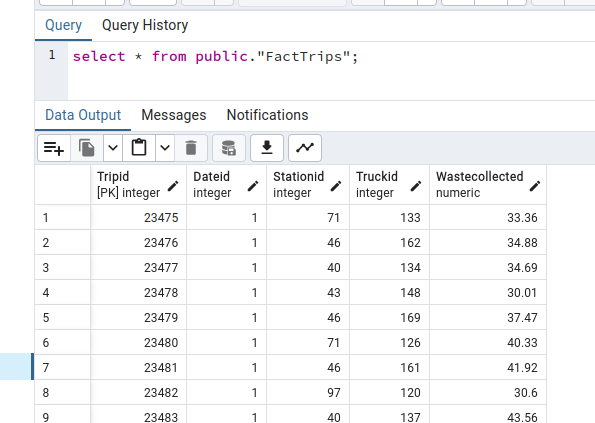 Query Query History
1 select * from public."FactTrips";
Data Output Messages Notifications
Tripid Dateid Stationid Truckid Wastecollected
[PK] integer integer integer integer numeric
1 23475 1 71 133 33.36
2 23476 1 46 162 34.88
3 23477 1 40 134 34.69
4 23478 1 43 148 30.01
5 23479 1 46 169 37.47
6 23480 1 71 126 40.33
7 23481 1 46 161 41.92
8 23482 1 97 120 30.6
9 23483 1 40 137 43.56